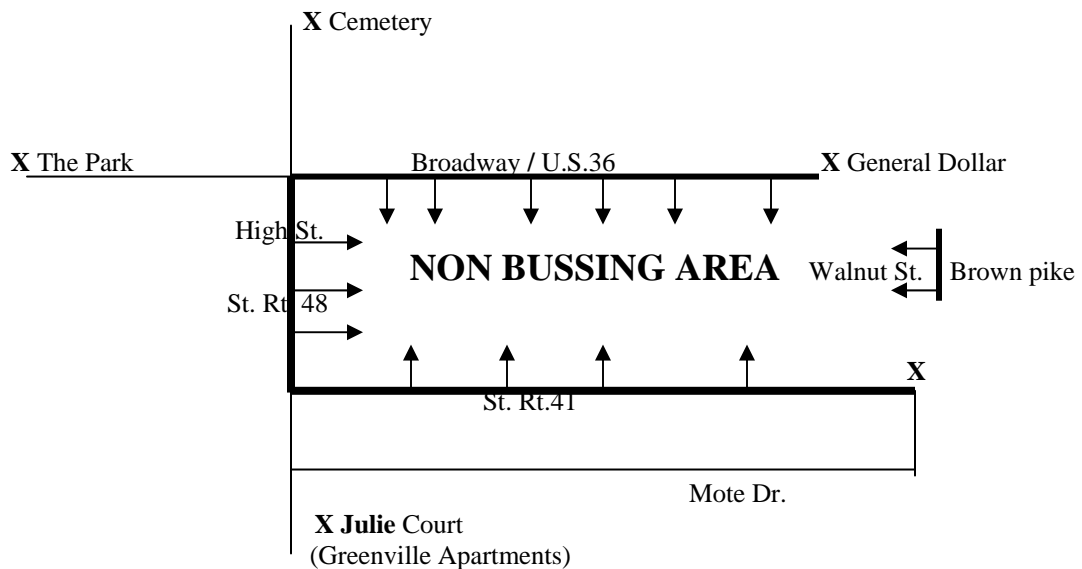 X Cemetery
X The Park
Broadway / U.S.36
X General Dollar
High St.
NON BUSSING AREA
Walnut St.
Brown pike
St. Rt. 48
X
St. Rt.41
Mote Dr.
X Julie Court
(Greenville Apartments)